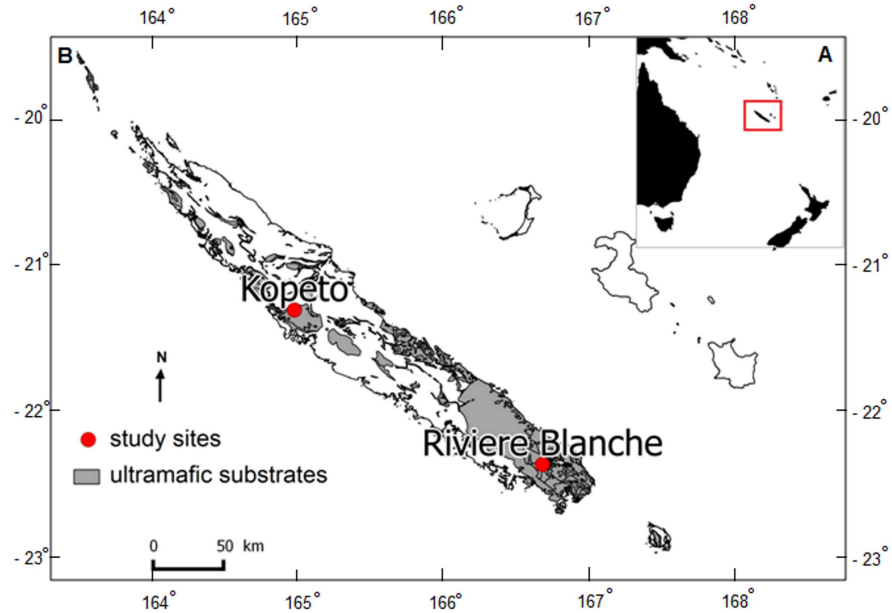 164° 165° 166° 167° 168°
B
A
- 20° - 20°
- 21° - 21°
Kopeto
N
- 22° - 22°
study sites
Riviere Blanche
ultramafic substrates
0 50 km
- 23° - 23°
164° 165° 166° 167° 168°